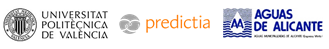 UNIVERSITAT
POLITÈCNICA
DE VALÈNCIA
predictia
AGUAS
DE ALICANTE